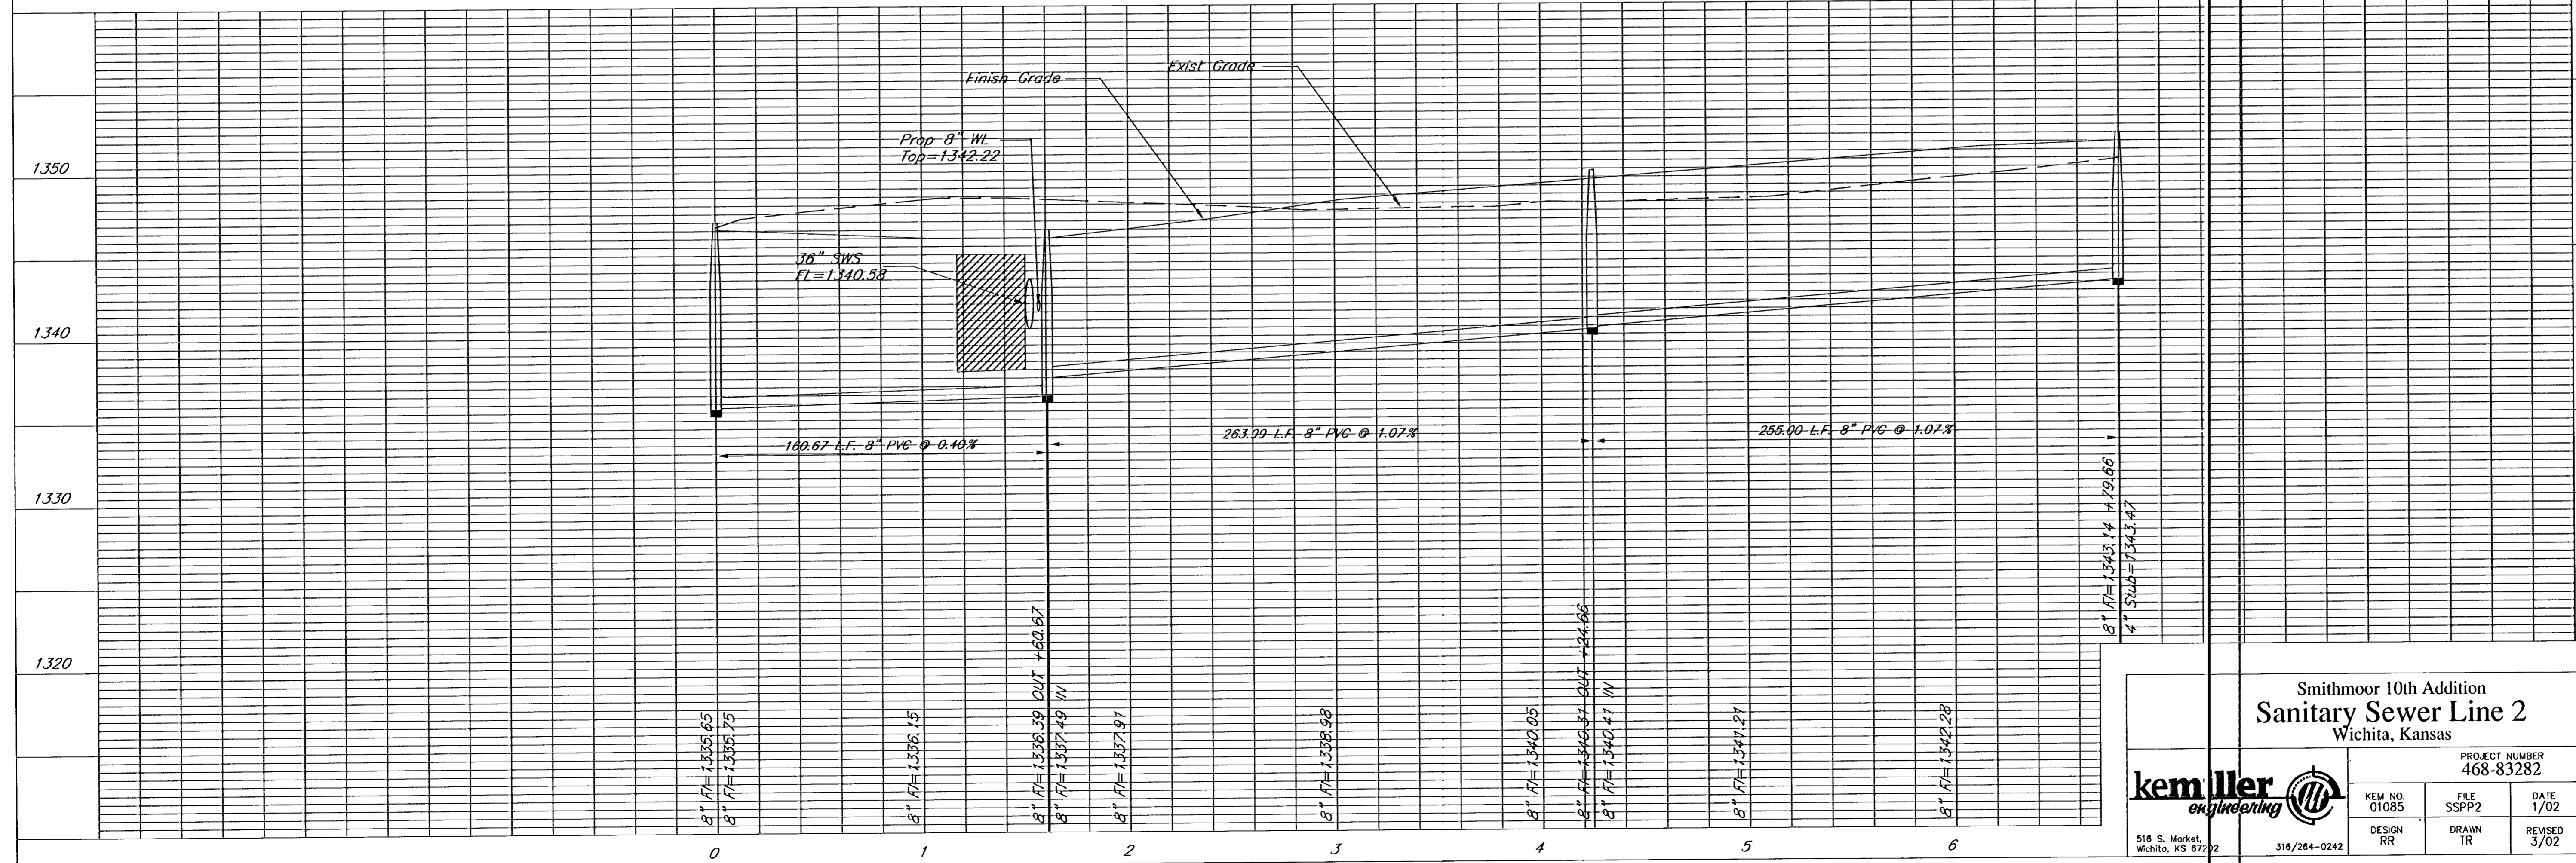 Finish Grade
Exist Grade
Prop 8" WL
Top=1342.22
36" SWS
FL=1340.58
1350
1340
1330
1320
160.67 L.F. 8" PVC @ 0.40%
263.99 L.F. 8" PVC @ 1.07%
255.00 L.F. 8" PVC @ 1.07%
8" Fl=1335.65
8" Fl=1335.75
8" Fl=1336.15
8" Fl=1336.39 OUT +60.67
8" Fl=1337.49 IN
8" Fl=1337.91
8" Fl=1338.98
8" Fl=1340.05
8" Fl=1340.31 OUT +24.66
8" Fl=1340.41 IN
8" Fl=1341.21
8" Fl=1342.28
8" Fl=1343.14 +79.66
4" Stub=1343.47
0 1 2 3 4 5 6
Smithmoor 10th Addition
Sanitary Sewer Line 2
Wichita, Kansas
PROJECT NUMBER
468-83282
kemiller
engineering
516 S. Market,
Wichita, KS 67202
316/264-0242
KEM NO.
01085
FILE
SSPP2
DATE
1/02
DESIGN
RR
DRAWN
TR
REVISED
3/02